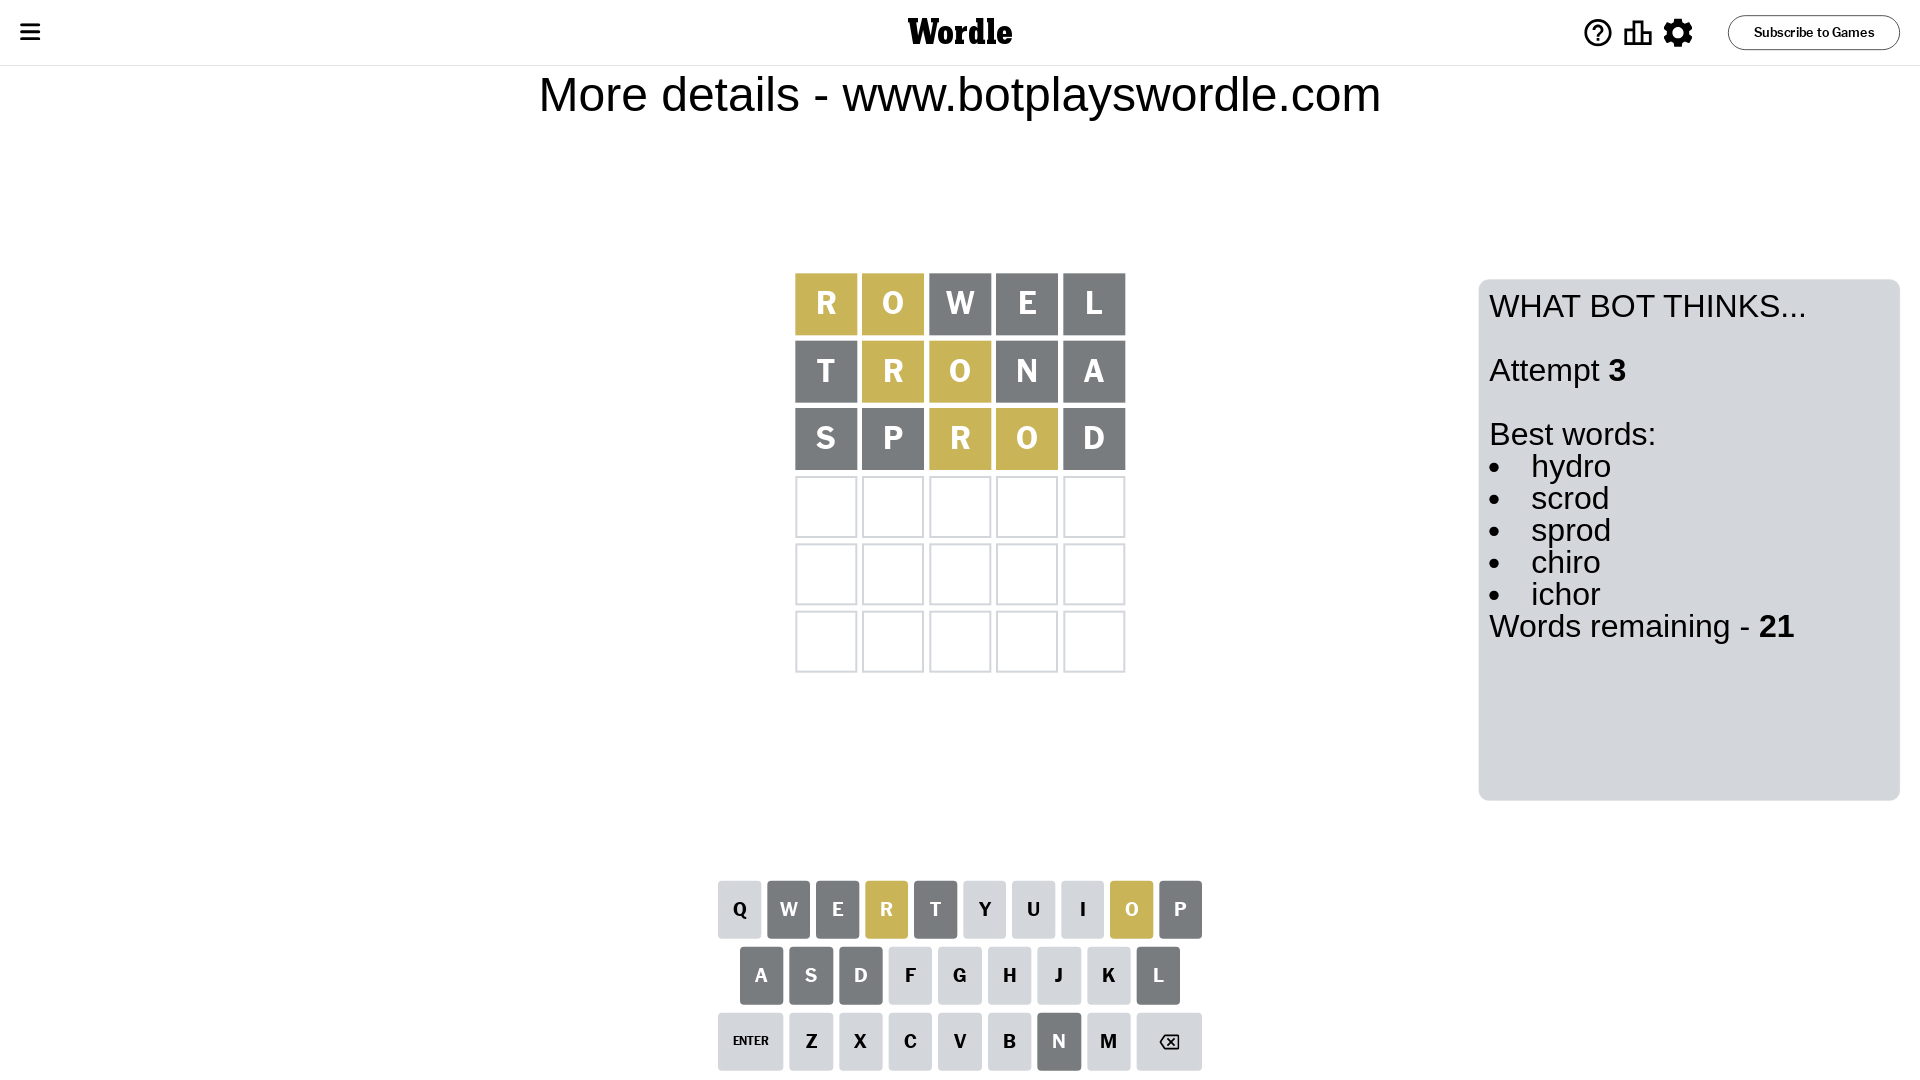 Wordle
Subscribe to Games
More details - www.botplayswordle.com
R O W E L
T R O N A
S P R O D
WHAT BOT THINKS...
Attempt 3
Best words:
• hydro
• scrod
• sprod
• chiro
• ichor
Words remaining - 21
Q W E R T Y U I O P
A S D F G H J K L
ENTER Z X C V B N M